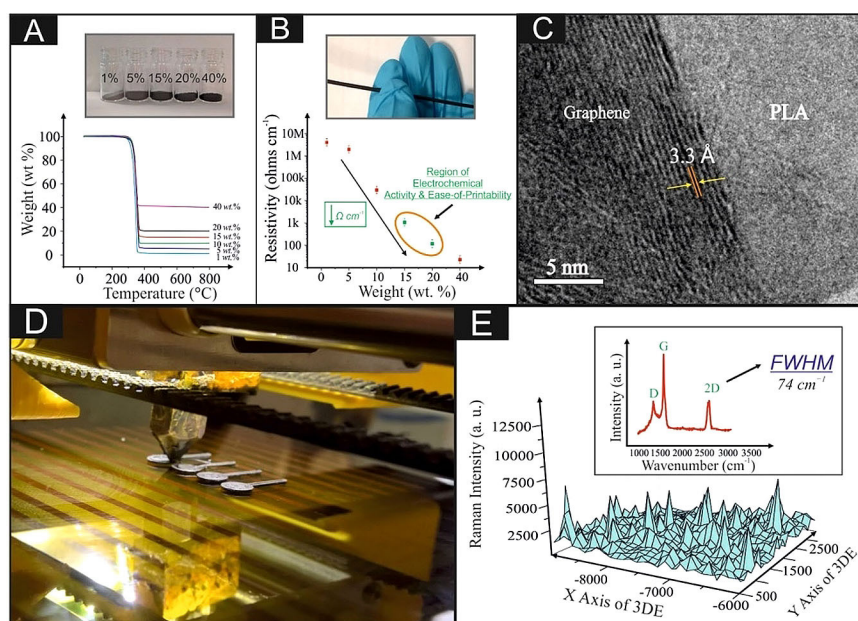 A
1% 5% 15% 20% 40%
Weight (wt %)
100
80
60
40
20
0
40 wt.%
20 wt.%
15 wt.%
10 wt.%
5 wt.%
1 wt.%
0 200 400 600 800
Temperature (°C)
B
Resistivity (ohms cm⁻¹)
10M
1M
100k
10k
1k
100
10
Region of
Electrochemical
Activity & Ease-of-Printability
↓ Ω cm⁻¹
0 5 10 15 20 40
Weight (wt. %)
C
Graphene
PLA
3.3 Å
5 nm
D
E
Raman Intensity (a. u.)
12500
10000
7500
5000
2500
-8000
-7000
-6000
X Axis of 3DE
500
1500
2500
Y Axis of 3DE
Intensity (a. u.)
D
G
2D
FWHM
74 cm⁻¹
1000 1500 2000 2500 3000 3500
Wavenumber (cm⁻¹)